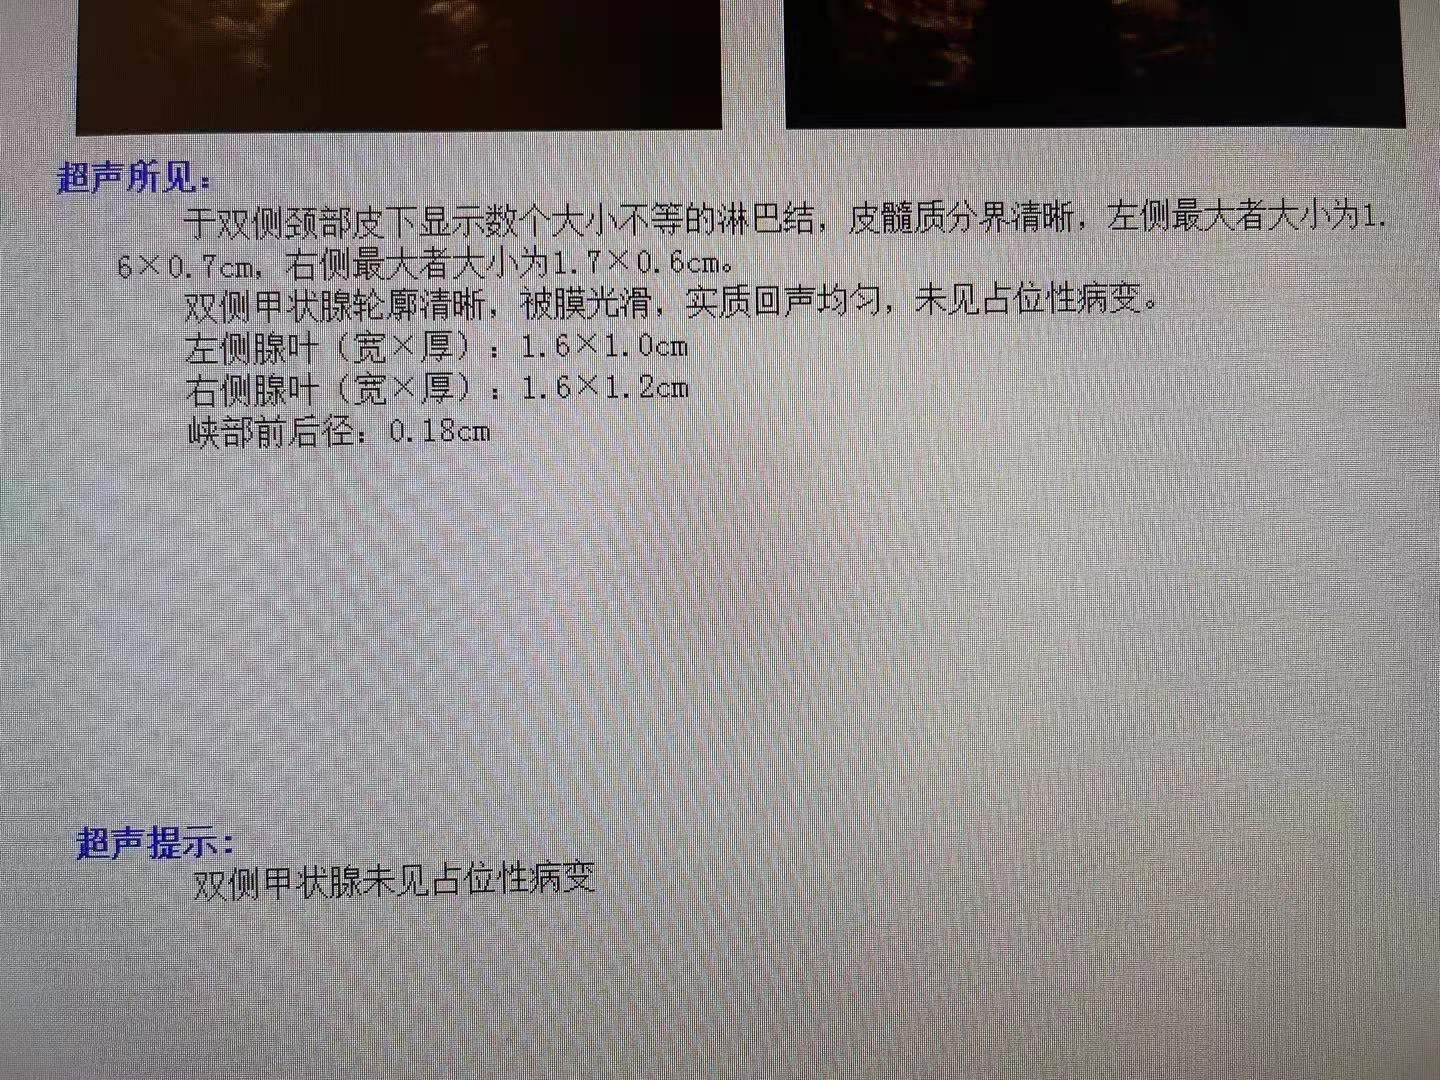 超声所见：
于双侧颈部皮下显示数个大小不等的淋巴结，皮髓质分界清晰，左侧最大者大小为1.
6×0.7cm，右侧最大者大小为1.7×0.6cm。
双侧甲状腺轮廓清晰，被膜光滑，实质回声均匀，未见占位性病变。
左侧腺叶（宽×厚）：1.6×1.0cm
右侧腺叶（宽×厚）：1.6×1.2cm
峡部前后径：0.18cm
超声提示：
双侧甲状腺未见占位性病变